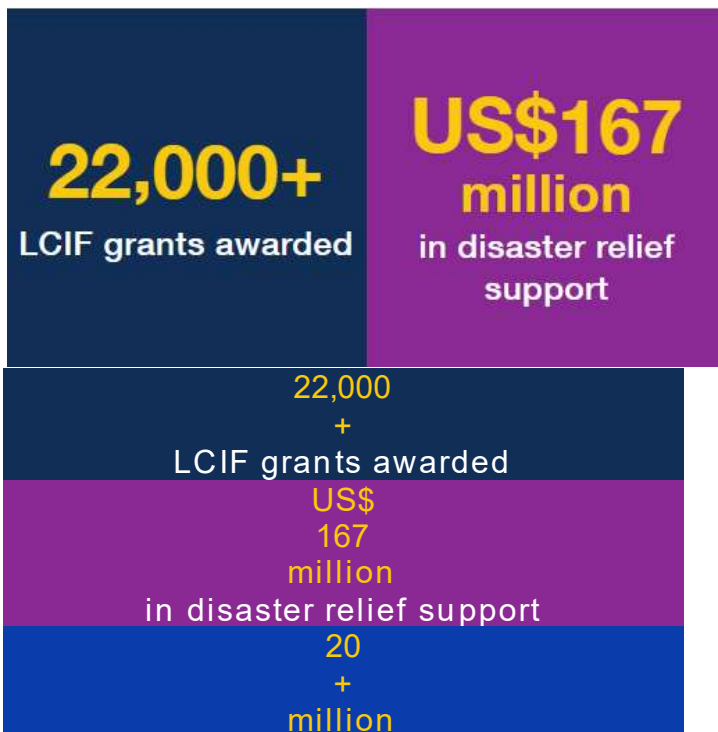 22,000+
LCIF grants awarded
US$167
million
in disaster relief
support
22,000
+
LCIF grants awarded
US$
167
million
in disaster relief support
20
+
million